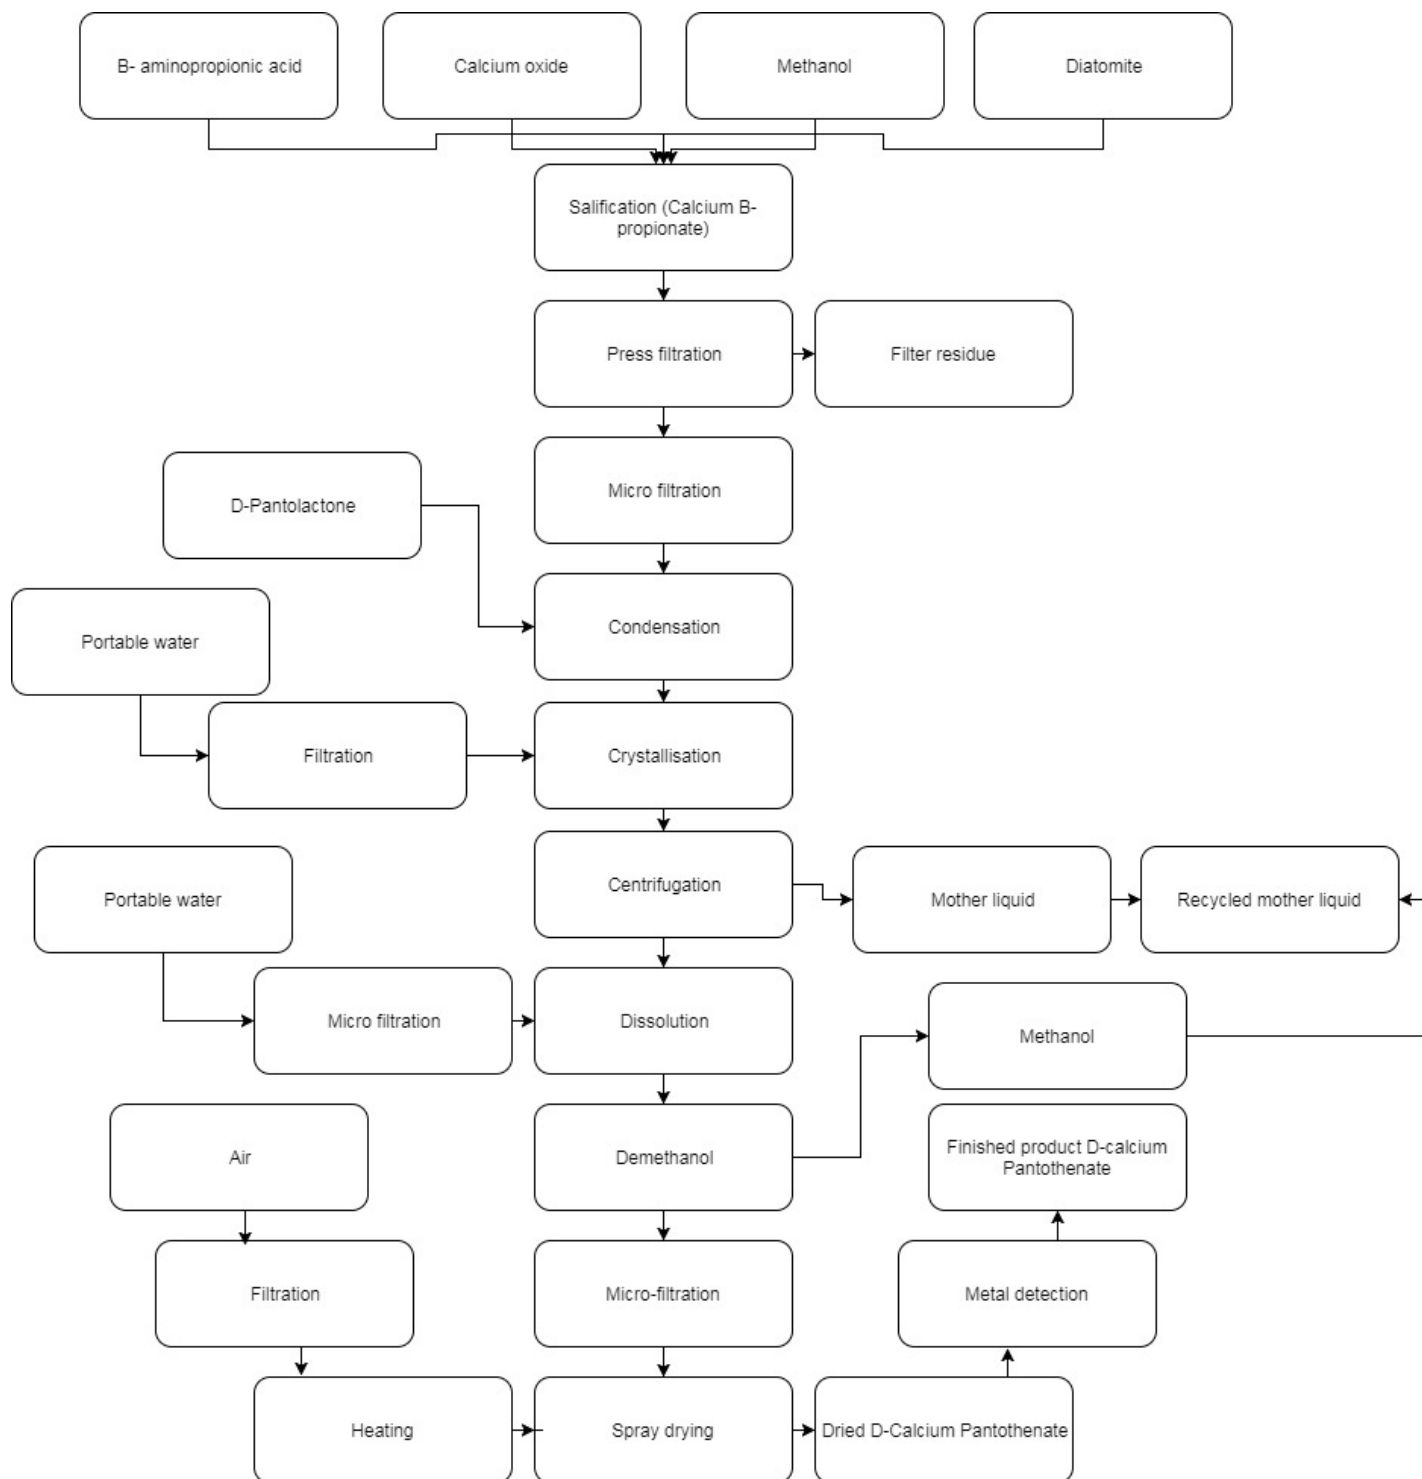 B- aminopropionic acid
Calcium oxide
Methanol
Diatomite
Salification (Calcium B-
propionate)
Press filtration
Filter residue
Micro filtration
D-Pantolactone
Condensation
Portable water
Filtration
Crystallisation
Centrifugation
Mother liquid
Recycled mother liquid
Portable water
Micro filtration
Dissolution
Methanol
Air
Demethanol
Finished product D-calcium
Pantothenate
Filtration
Micro-filtration
Metal detection
Heating
Spray drying
Dried D-Calcium Pantothenate